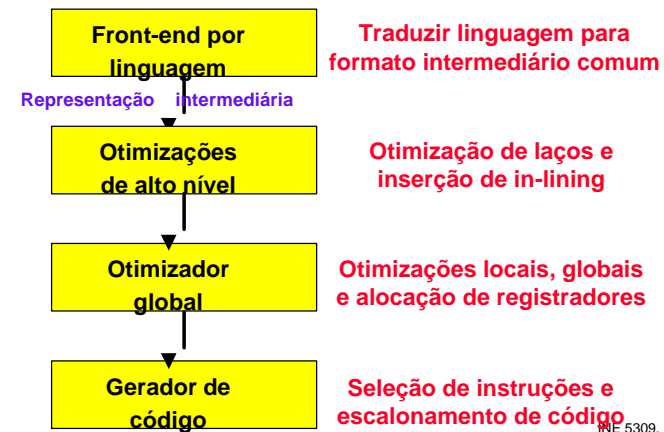 Front-end por
linguagem
Traduzir linguagem para
formato intermediário comum
Representação intermediária
Otimizações
de alto nível
Otimização de laços e
inserção de in-lining
Otimizador
global
Otimizações locais, globais
e alocação de registradores
Gerador de
código
Seleção de instruções e
escalonamento de código
INE 5309,